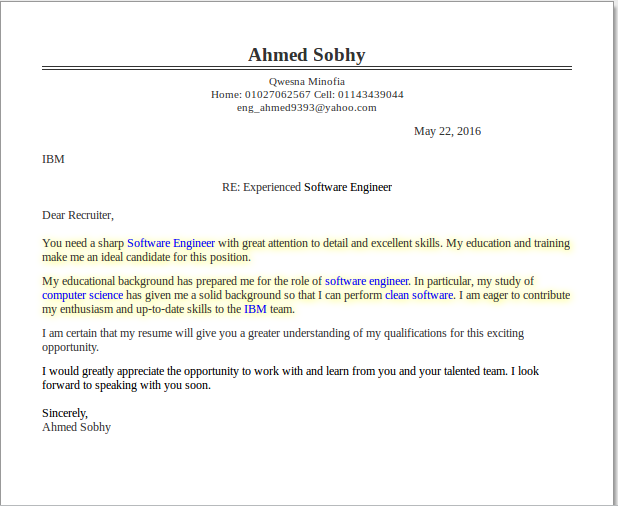 Ahmed Sobhy
Qwesna Minofia
Home: 01027062567 Cell: 01143439044
eng_ahmed9393@yahoo.com
May 22, 2016
IBM
RE: Experienced Software Engineer
Dear Recruiter,
You need a sharp Software Engineer with great attention to detail and excellent skills. My education and training
make me an ideal candidate for this position.
My educational background has prepared me for the role of software engineer. In particular, my study of
computer science has given me a solid background so that I can perform clean software. I am eager to contribute
my enthusiasm and up-to-date skills to the IBM team.
I am certain that my resume will give you a greater understanding of my qualifications for this exciting
opportunity.
I would greatly appreciate the opportunity to work with and learn from you and your talented team. I look
forward to speaking with you soon.
Sincerely,
Ahmed Sobhy